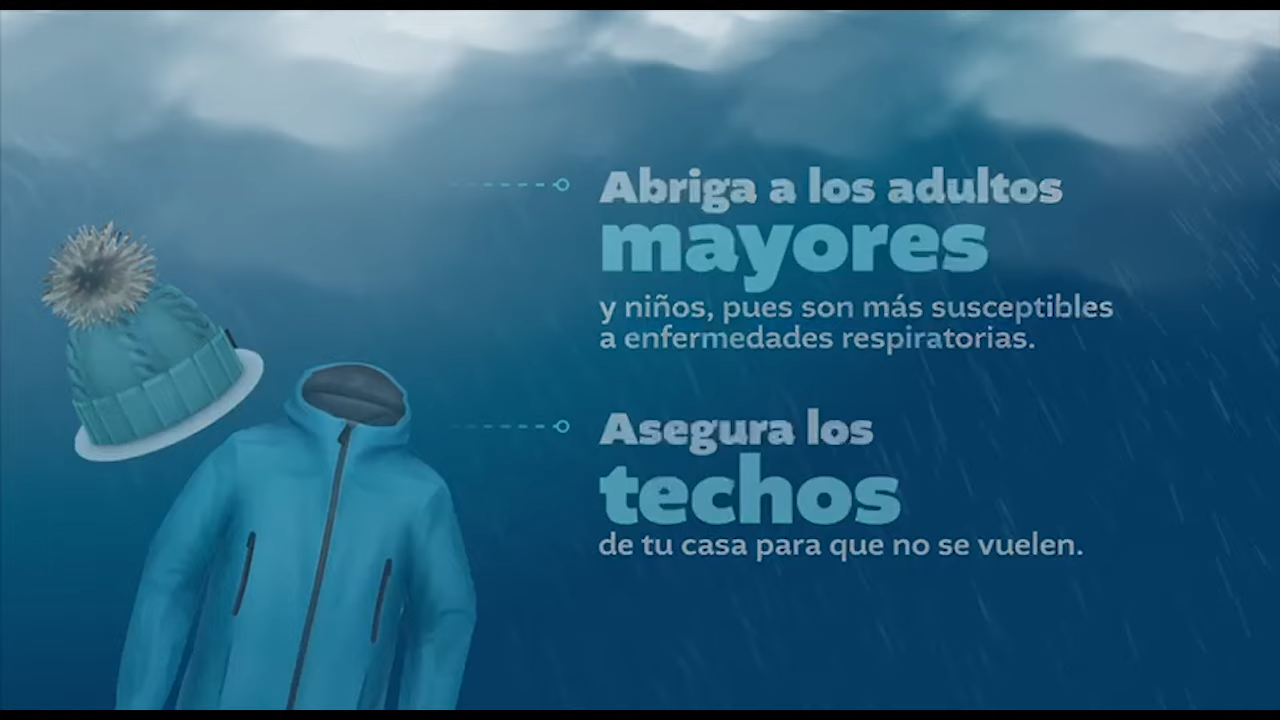 Abriga a los adultos
mayores
y niños, pues son más susceptibles
a enfermedades respiratorias.
Asegura los
techos
de tu casa para que no se vuelen.